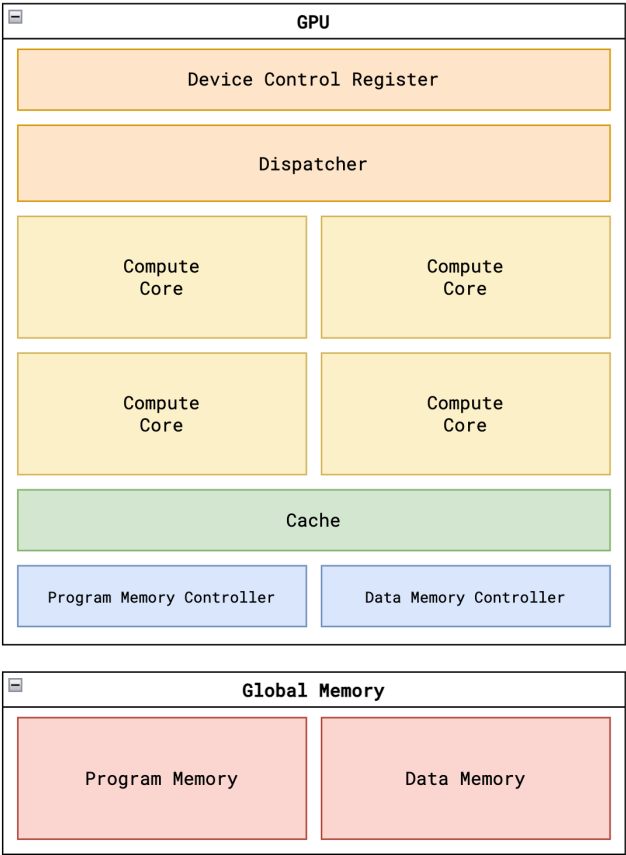 GPU
Device Control Register
Dispatcher
Compute
Core
Compute
Core
Compute
Core
Compute
Core
Cache
Program Memory Controller
Data Memory Controller
Global Memory
Program Memory
Data Memory